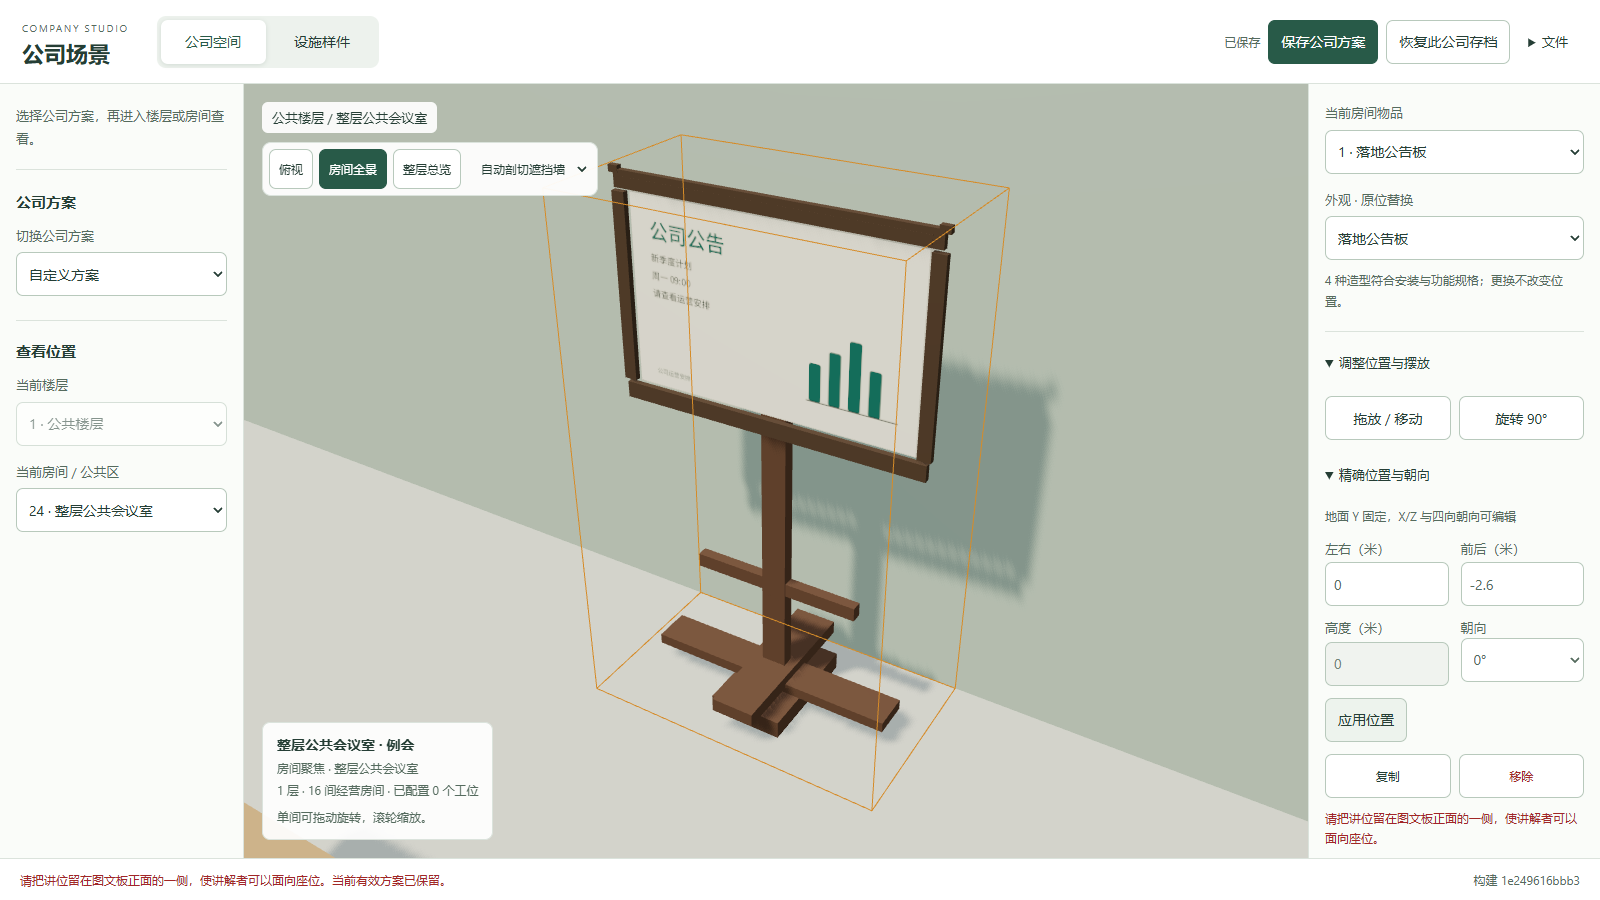 COMPANY STUDIO
公司场景
公司空间
设施样件
已保存
保存公司方案
恢复此公司存档
文件
选择公司方案，再进入楼层或房间查
看。
公司方案
切换公司方案
自定义方案
查看位置
当前楼层
1 · 公共楼层
当前房间 / 公共区
24 · 整层公共会议室
公共楼层 / 整层公共会议室
俯视
房间全景
整层总览
自动剖切遮挡墙
公司公告
新季度计划
周一 09:00
请查看运营安排
整层公共会议室 · 例会
房间聚焦 · 整层公共会议室
1 层 · 16 间经营房间 · 已配置 0 个工位
单间可拖动旋转，滚轮缩放。
当前房间物品
1 · 落地公告板
外观 · 原位替换
落地公告板
4 种造型符合安装与功能规格；更换不改变位
置。
调整位置与摆放
拖放 / 移动
旋转 90°
精确位置与朝向
地面 Y 固定，X/Z 与四向朝向可编辑
左右（米）
前后（米）
0
-2.6
高度（米）
朝向
0
0°
应用位置
复制
移除
请把讲位留在图文板正面的一侧，使讲解者可以
面向座位。
请把讲位留在图文板正面的一侧，使讲解者可以面向座位。当前有效方案已保留。
构建 1e249616bbb3